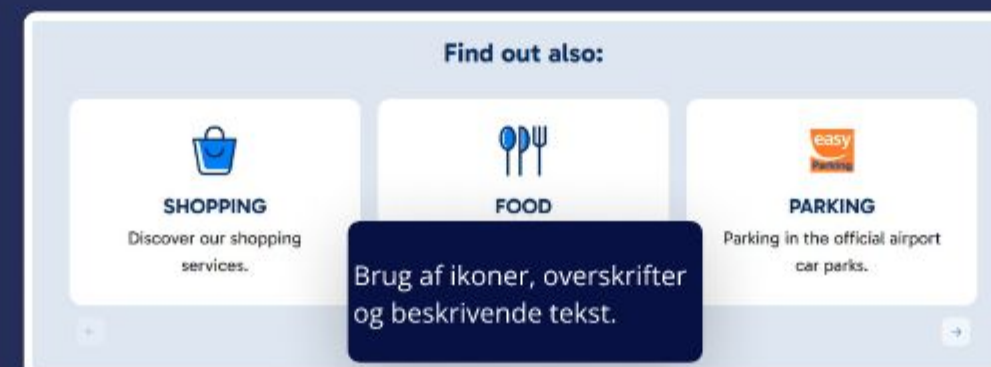 Find out also:
easy
Parking
SHOPPING
FOOD
PARKING
Discover our shopping
services.
Parking in the official airport
car parks.
Brug af ikoner, overskrifter
og beskrivende tekst.